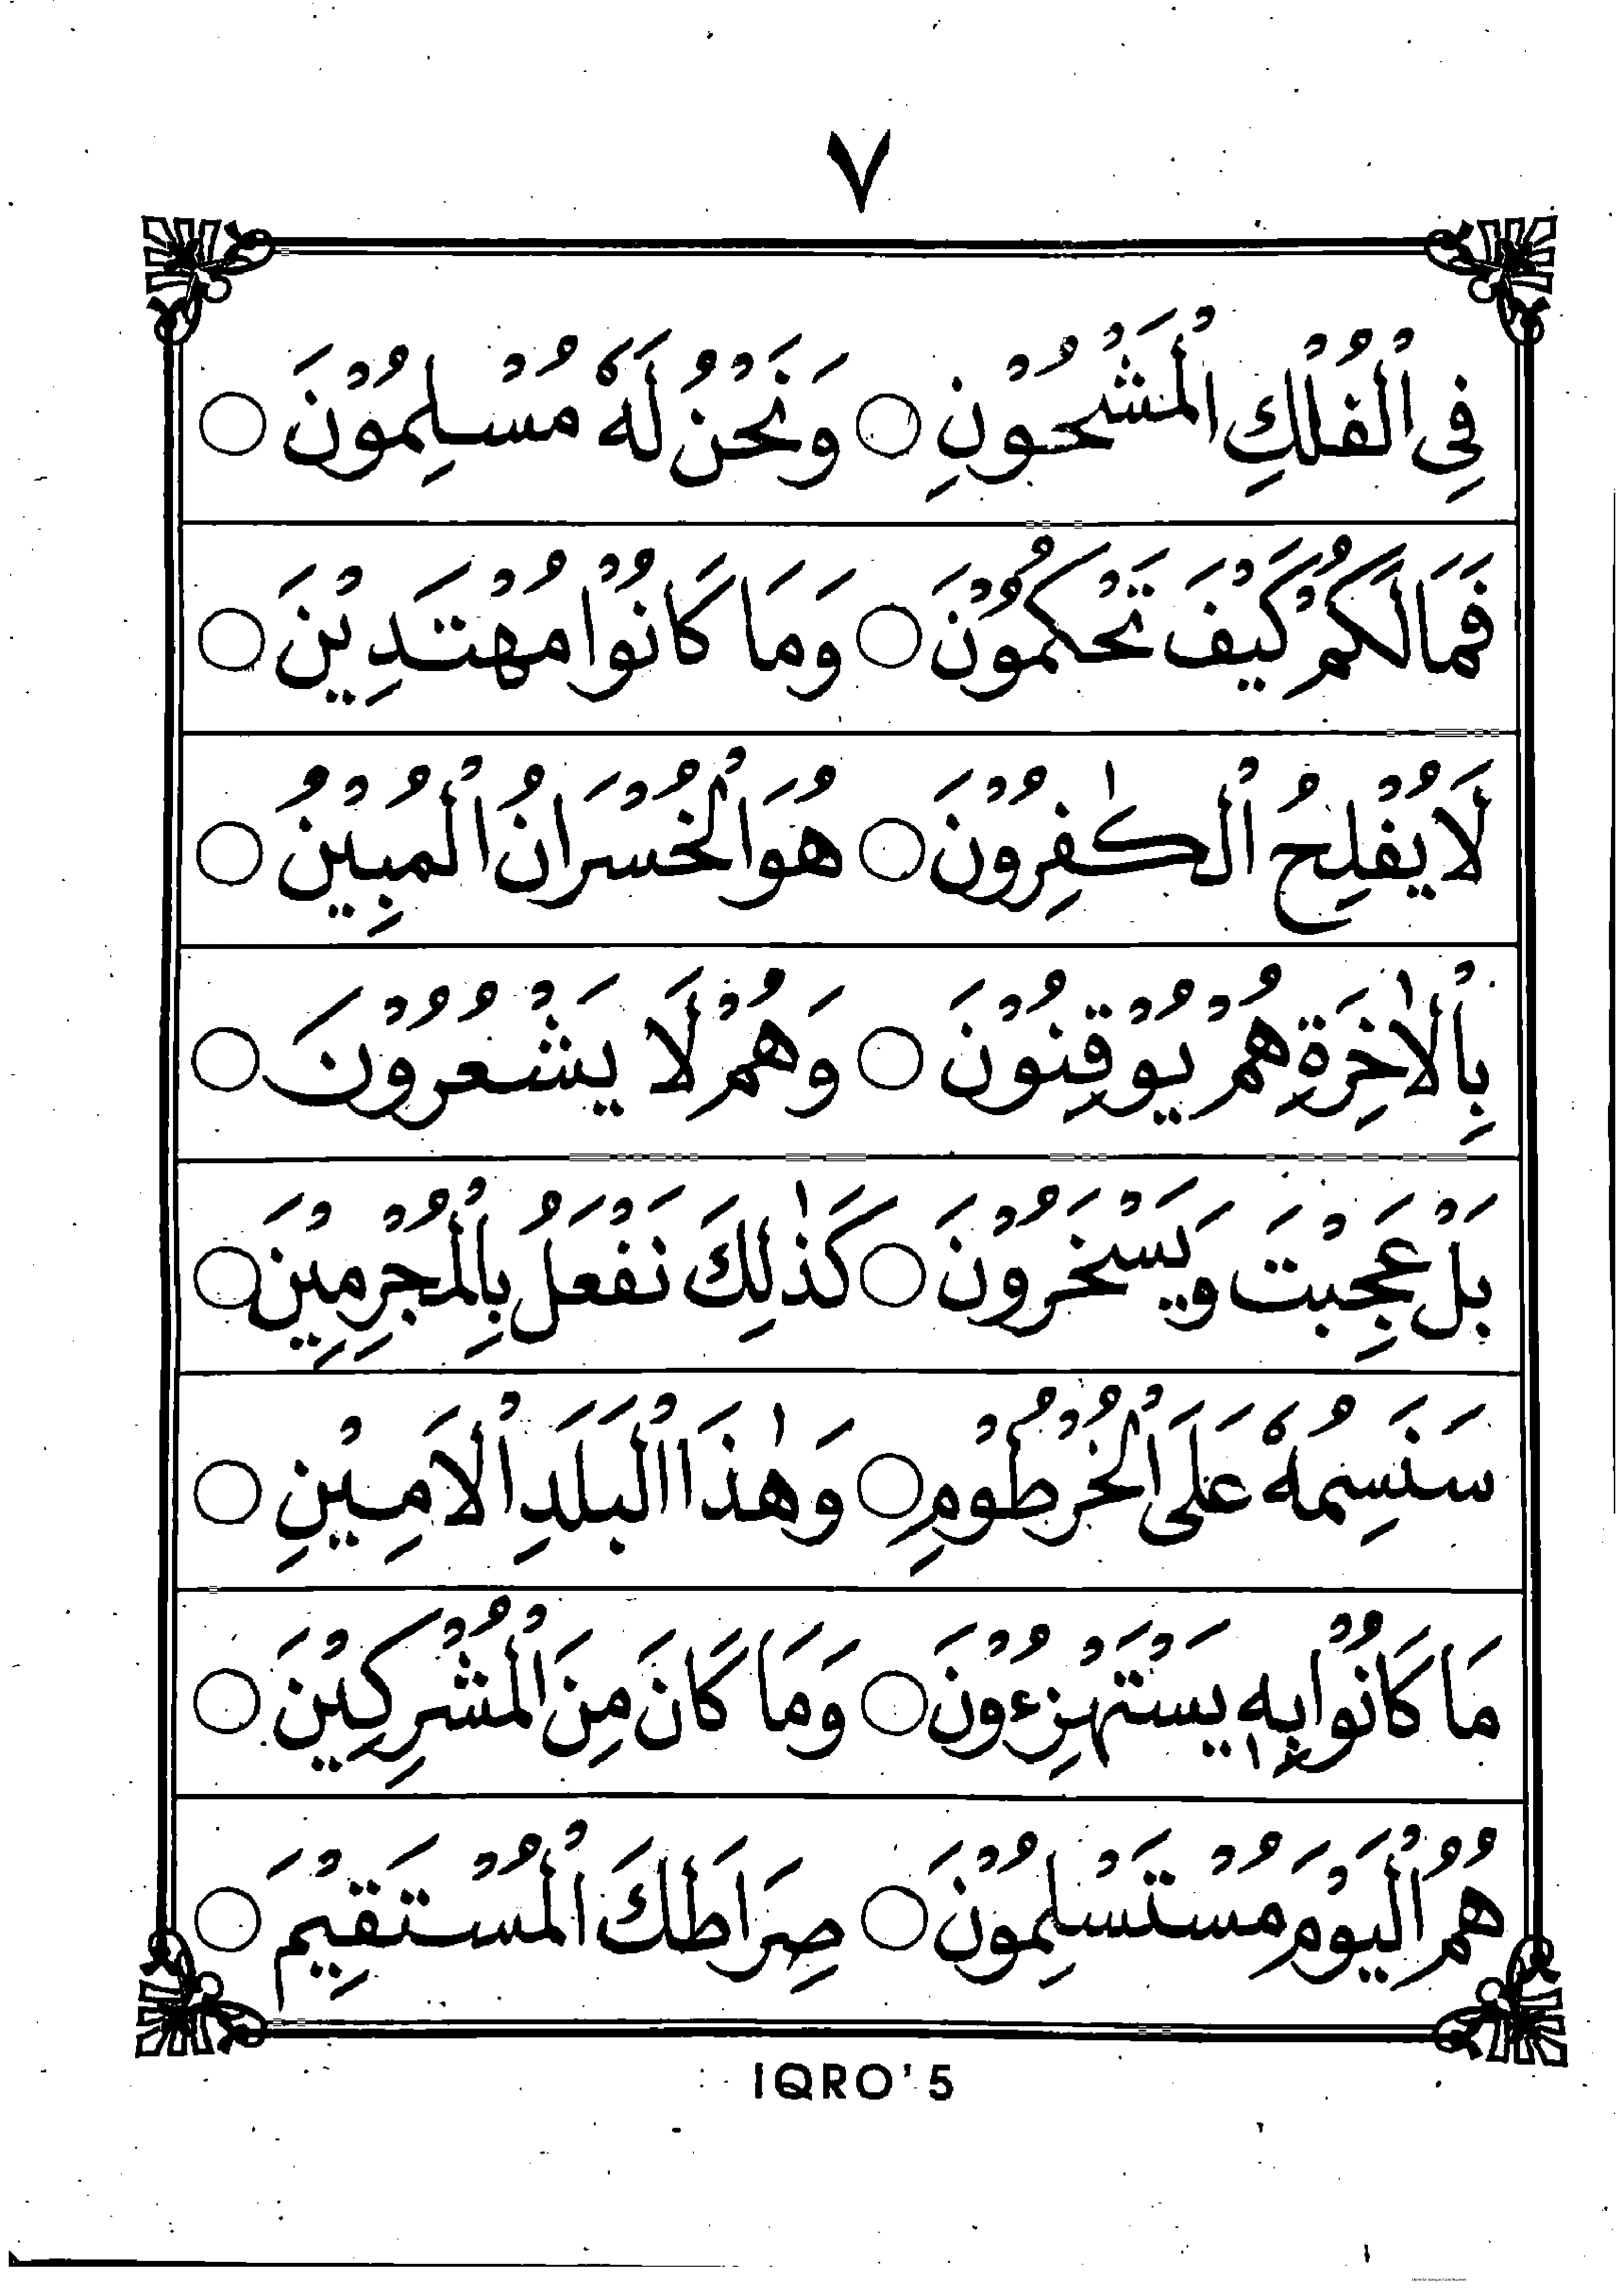 ٧
فِى الْفُلْكِ الْمَشْحُوْنِ ○ وَنَحْنُ لَهٗ مُسْلِمُوْنَ ○
فَمَا لَكُمْ كَيْفَ تَحْكُمُوْنَ ○ وَمَا كَانُوْا مُهْتَدِيْنَ ○
لَا يُفْلِحُ الْكٰفِرُوْنَ ○ هُوَ الْخُسْرَانُ الْمُبِيْنُ ○
بِالْاٰخِرَةِ هُمْ يُوْقِنُوْنَ ○ وَهُمْ لَا يَشْعُرُوْنَ ○
بَلْ عَجِبْتَ وَيَسْخَرُوْنَ ○ كَذٰلِكَ نَفْعَلُ بِالْمُجْرِمِيْنَ ○
سَنَسِمُهٗ عَلَى الْخُرْطُوْمِ ○ وَهٰذَا الْبَلَدِ الْاَمِيْنِ ○
مَا كَانُوْا بِهٖ يَسْتَهْزِءُوْنَ ○ وَمَا كَانَ مِنَ الْمُشْرِكِيْنَ ○
هُمُ الْيَوْمَ مُسْتَسْلِمُوْنَ ○ صِرَاطَكَ الْمُسْتَقِيْمَ ○
IQRO' 5